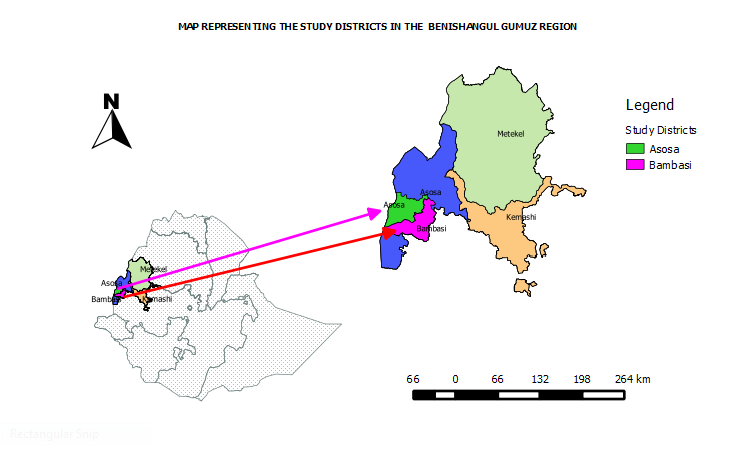 MAP REPRESENTING THE STUDY DISTRICTS IN THE BENISHANGUL GUMUZ REGION
N
Legend
Study Districts
Asosa
Bambasi
Metekel
Asosa
Asosa
Kemashi
Bambasi
Metekel
Asosa
Bambasi
Kemashi
66 0 66 132 198 264 km
Rectangular Snip